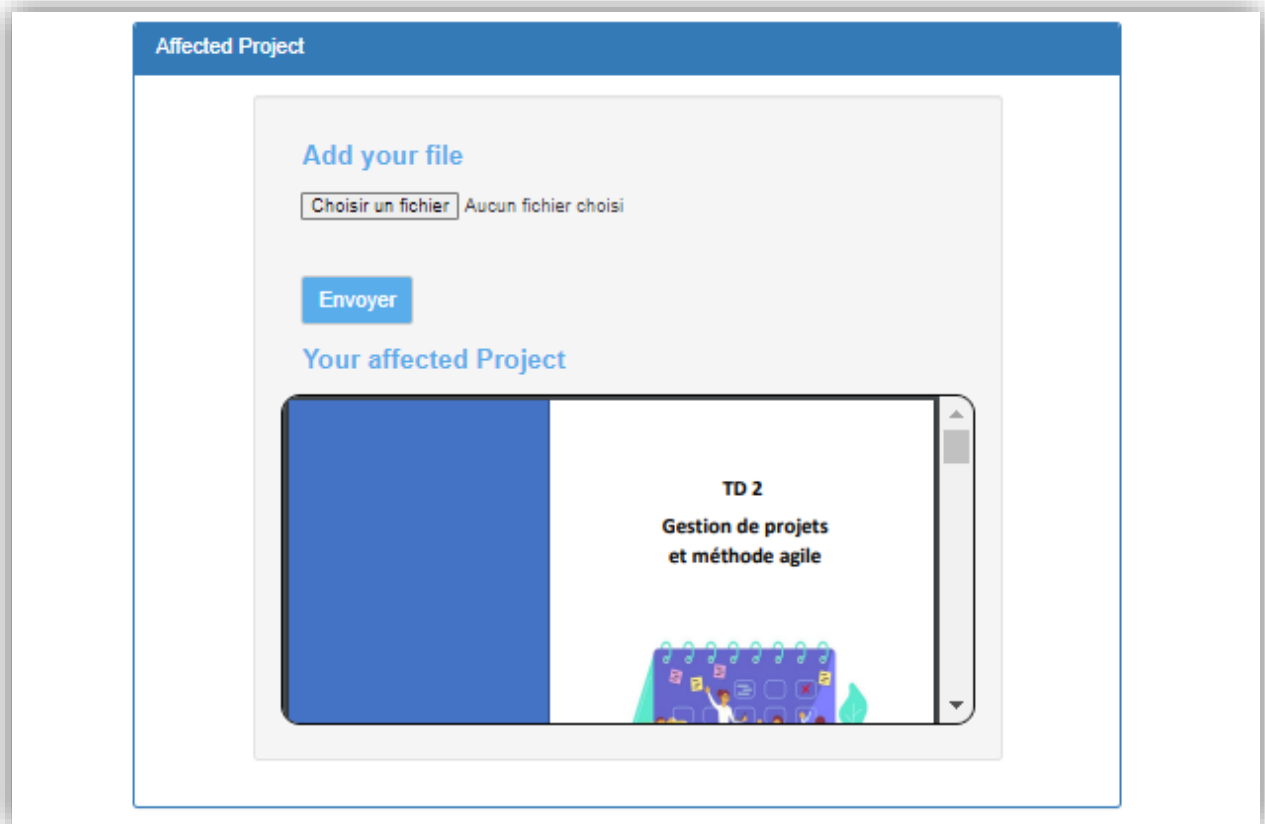 Affected Project
Add your file
Choisir un fichier Aucun fichier choisi
Envoyer
Your affected Project
TD 2
Gestion de projets
et méthode agile